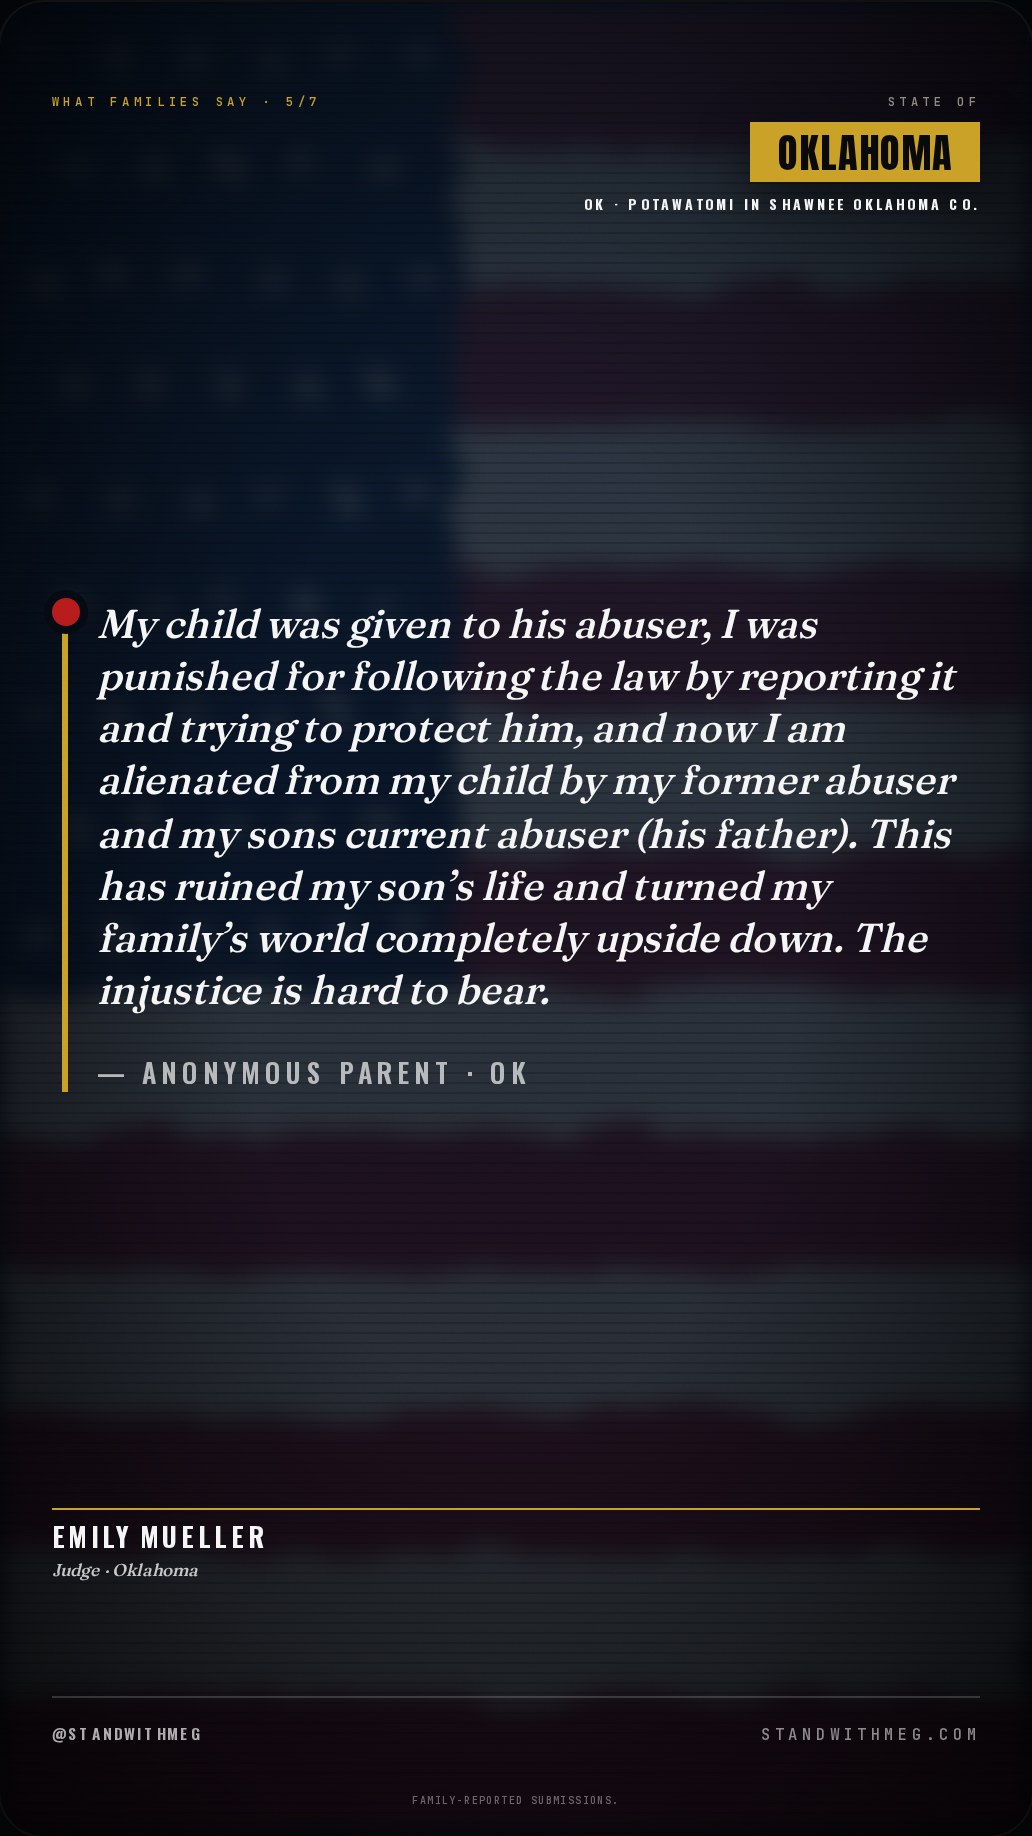 WHAT FAMILIES SAY · 5/7
STATE OF
OKLAHOMA
OK · POTAWATOMI IN SHAWNEE OKLAHOMA CO.
My child was given to his abuser, I was
punished for following the law by reporting it
and trying to protect him, and now I am
alienated from my child by my former abuser
and my sons current abuser (his father). This
has ruined my son’s life and turned my
family’s world completely upside down. The
injustice is hard to bear.
— ANONYMOUS PARENT · OK
EMILY MUELLER
Judge · Oklahoma
@STANDWITHMEG
STANDWITHMEG.COM
FAMILY-REPORTED SUBMISSIONS.